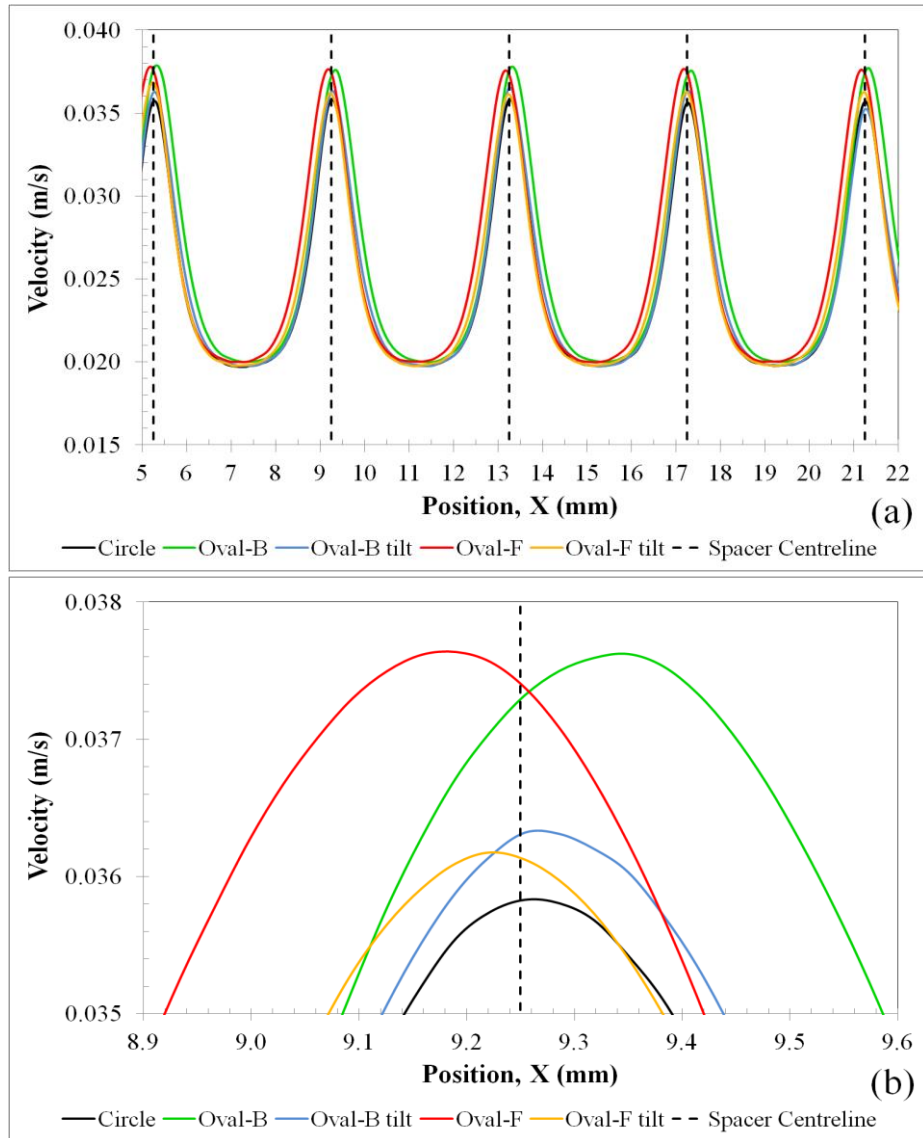 0.040
0.035
0.030
0.025
0.020
0.015
Velocity (m/s)
5 6 7 8 9 10 11 12 13 14 15 16 17 18 19 20 21 22
Position, X (mm)
(a)
Circle Oval-B Oval-B tilt Oval-F Oval-F tilt Spacer Centreline
0.038
0.037
0.036
0.035
Velocity (m/s)
8.9 9.0 9.1 9.2 9.3 9.4 9.5 9.6
Position, X (mm)
(b)
Circle Oval-B Oval-B tilt Oval-F Oval-F tilt Spacer Centreline